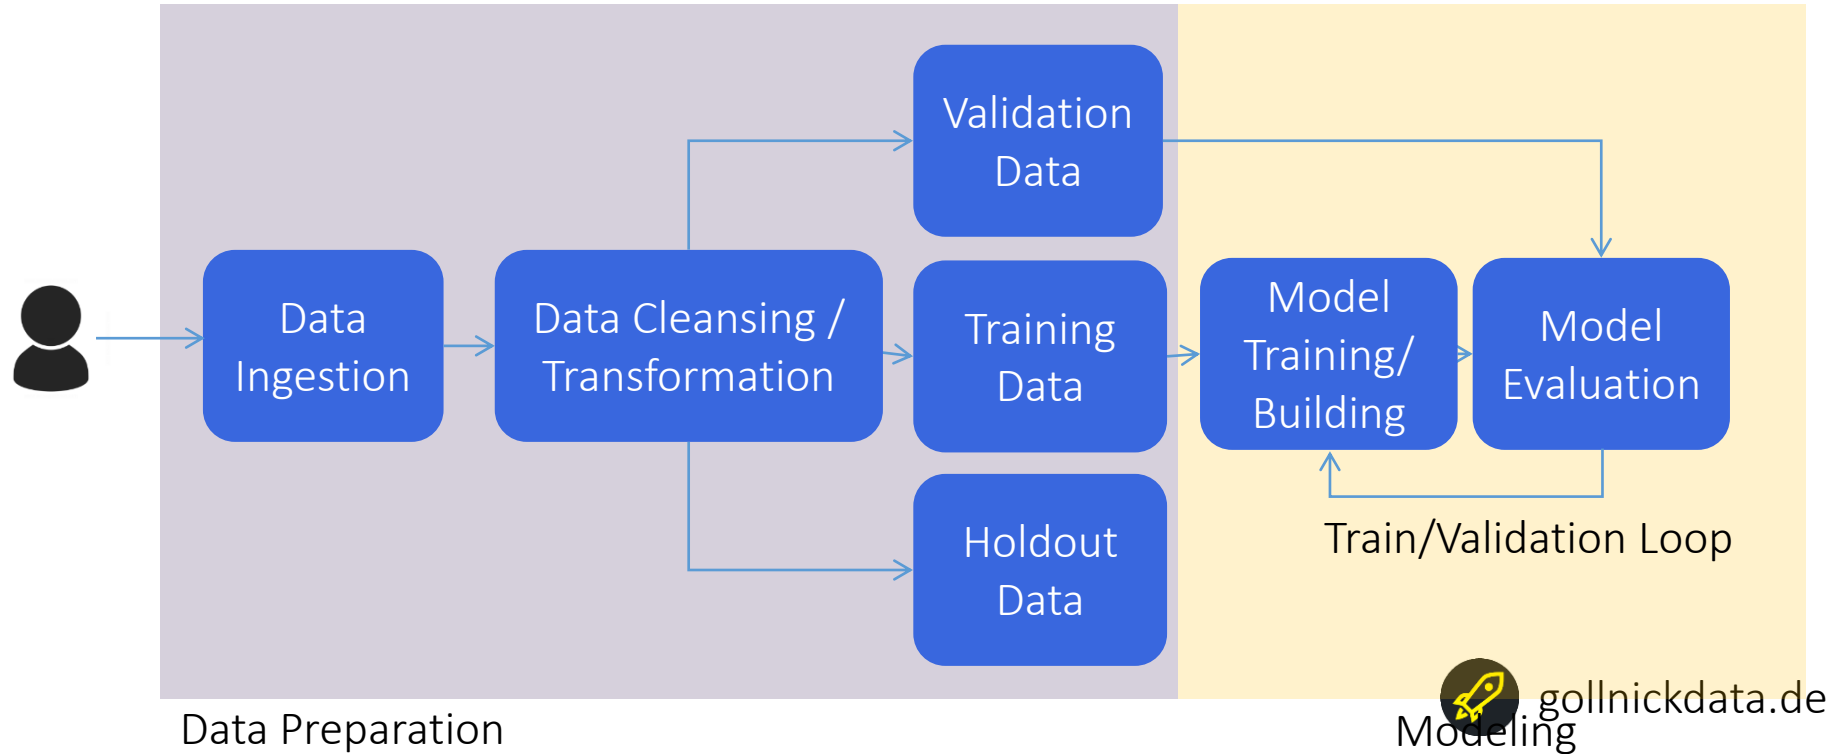 Validation
Data
Data
Ingestion
Data Cleansing /
Transformation
Training
Data
Model
Training/
Building
Model
Evaluation
Holdout
Data
Train/Validation Loop
gollnickdata.de
Data Preparation
Modeling